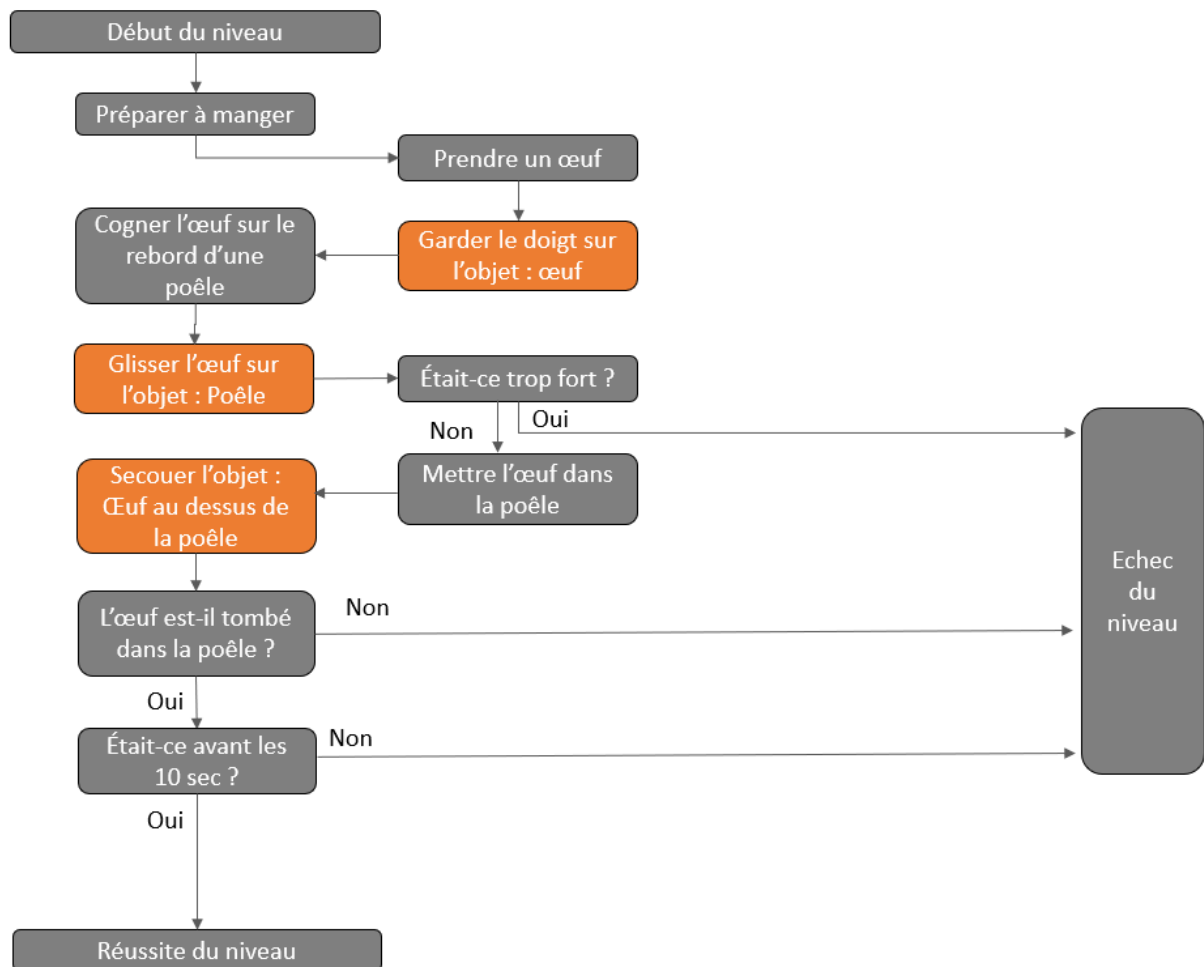 Début du niveau
Préparer à manger
Prendre un œuf
Garder le doigt sur
l’objet : œuf
Cogner l’œuf sur le
rebord d’une
poêle
Glisser l’œuf sur
l’objet : Poêle
Était-ce trop fort ?
Non
Oui
Mettre l’œuf dans
la poêle
Secouer l’objet :
Œuf au dessus de
la poêle
L’œuf est-il tombé
dans la poêle ?
Non
Oui
Était-ce avant les
10 sec ?
Non
Oui
Echec
du
niveau
Réussite du niveau